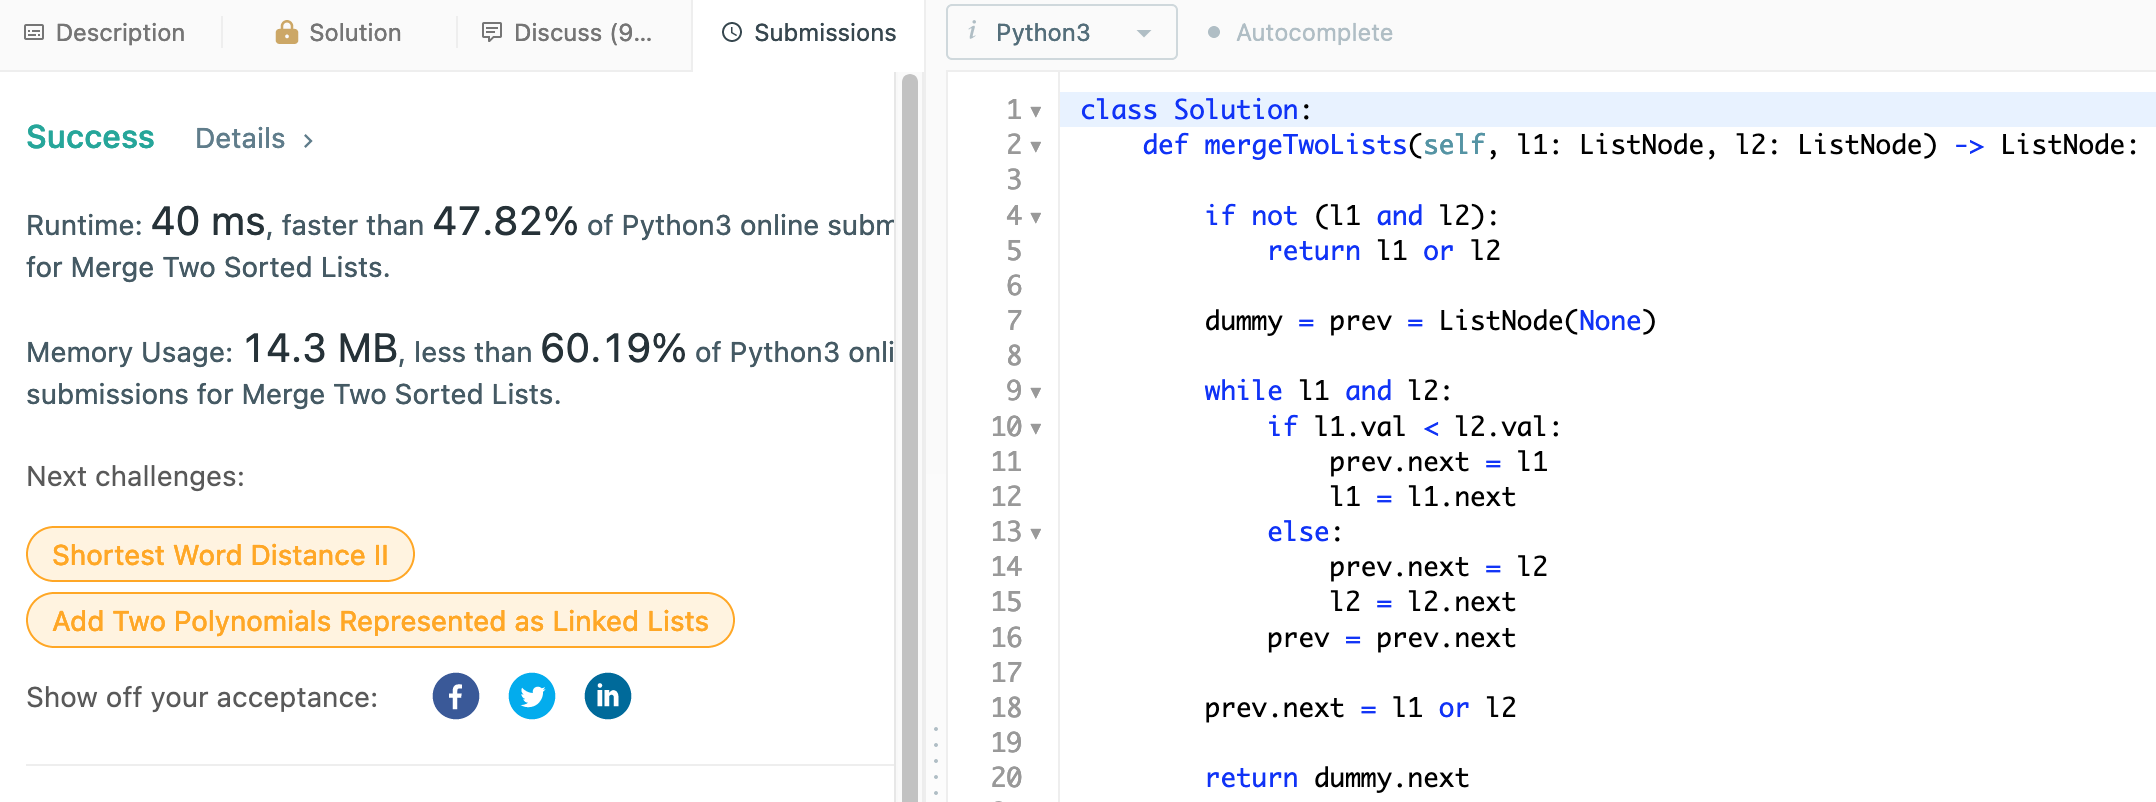 Description
Solution
Discuss (9...
Submissions
Success Details >
Runtime: 40 ms, faster than 47.82% of Python3 online subm
for Merge Two Sorted Lists.
Memory Usage: 14.3 MB, less than 60.19% of Python3 onli
submissions for Merge Two Sorted Lists.
Next challenges:
Shortest Word Distance II
Add Two Polynomials Represented as Linked Lists
Show off your acceptance: f in
i Python3 Autocomplete
1 class Solution:
2     def mergeTwoLists(self, l1: ListNode, l2: ListNode) -> ListNode:
3
4         if not (l1 and l2):
5             return l1 or l2
6
7         dummy = prev = ListNode(None)
8
9         while l1 and l2:
10             if l1.val < l2.val:
11                 prev.next = l1
12                 l1 = l1.next
13             else:
14                 prev.next = l2
15                 l2 = l2.next
16             prev = prev.next
17
18         prev.next = l1 or l2
19
20         return dummy.next